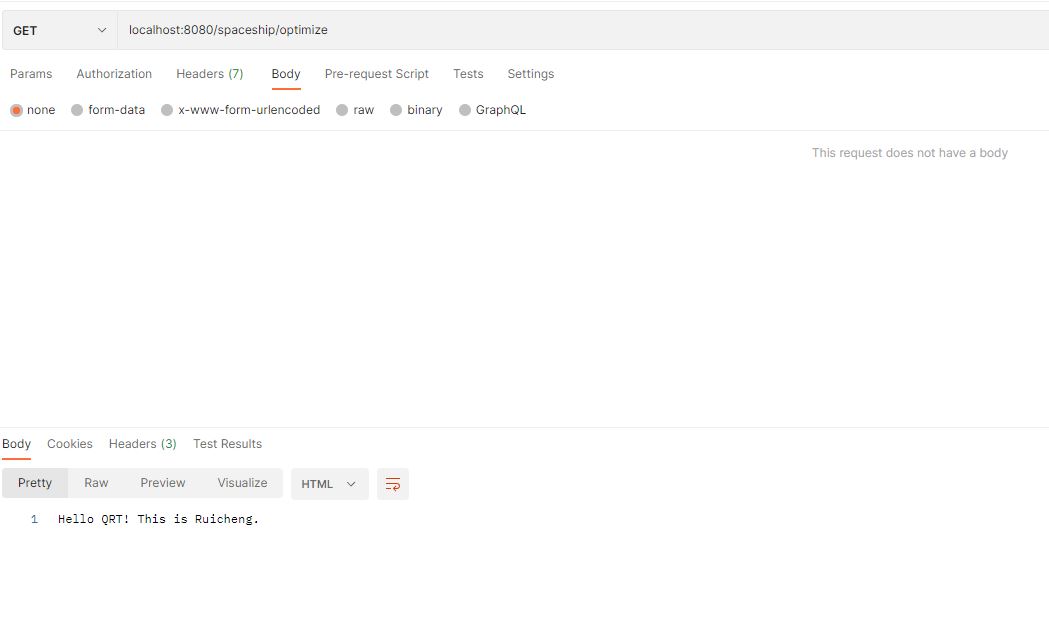 GET localhost:8080/spaceship/optimize
Params Authorization Headers (7) Body Pre-request Script Tests Settings
none form-data x-www-form-urlencoded raw binary GraphQL
This request does not have a body
Body Cookies Headers (3) Test Results
Pretty Raw Preview Visualize HTML
1 Hello QRT! This is Ruicheng.